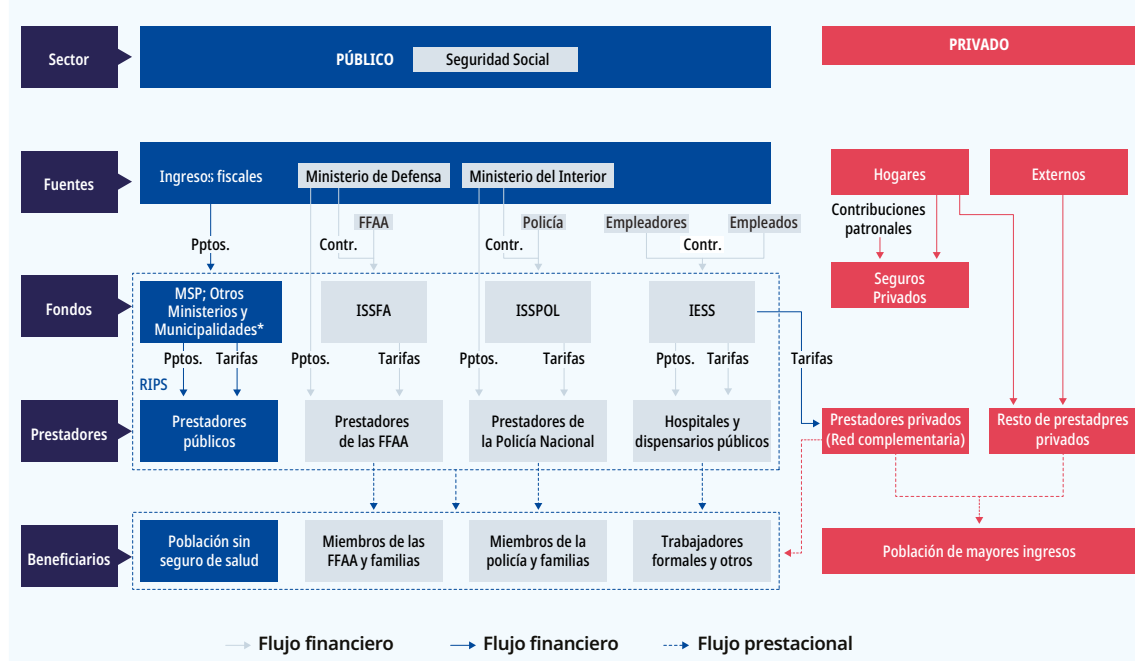 Sector
PÚBLICO
Seguridad Social
PRIVADO
Fuentes
Ingresos fiscales
Ministerio de Defensa
Ministerio del Interior
Hogares
Externos
FFAA
Policía
Empleadores
Empleados
Contribuciones
patronales
Pptos.
Contr.
Contr.
Contr.
Fondos
MSP; Otros
Ministerios y
Municipalidades*
ISSFA
ISSPOL
IESS
Seguros
Privados
Pptos.
Tarifas
Pptos.
Tarifas
Pptos.
Tarifas
Pptos.
Tarifas
Tarifas
RIPS
Prestadores
Prestadores
públicos
Prestadores
de las FFAA
Prestadores de
la Policía Nacional
Hospitales y
dispensarios públicos
Prestadores privados
(Red complementaria)
Resto de prestadpres
privados
Beneficiarios
Población sin
seguro de salud
Miembros de las
FFAA y familias
Miembros de la
policía y familias
Trabajadores
formales y otros
Población de mayores ingresos
Flujo financiero
Flujo financiero
Flujo prestacional